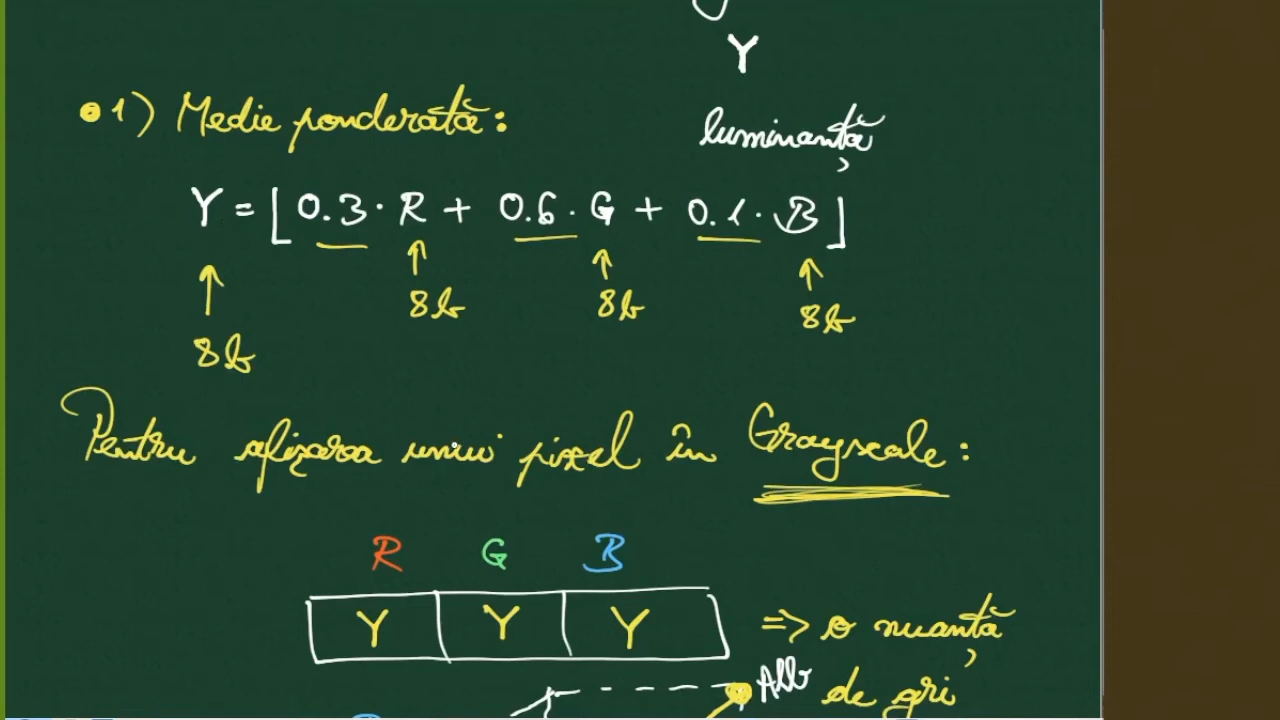 Y
luminanță
1) Medie ponderată:
Y = ⌊0.3 · R + 0.6 · G + 0.1 · B⌋
8b 8b 8b
8b
Pentru afișarea unui pixel în Grayscale:
R G B
Y Y Y => o nuanță
Alb de gri